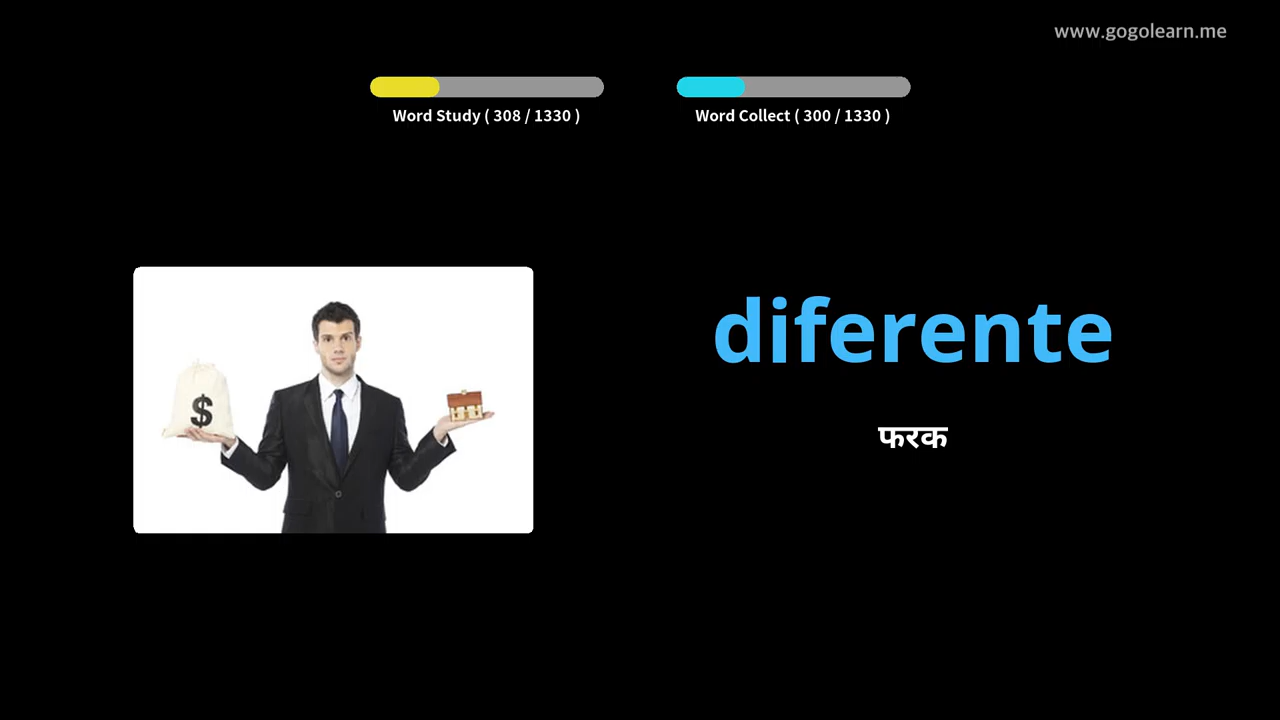 www.gogolearn.me
Word Study ( 308 / 1330 )
Word Collect ( 300 / 1330 )
$
diferente
फरक